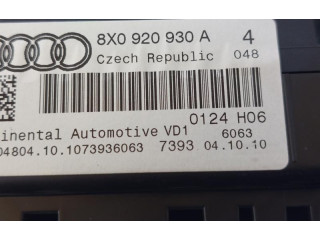 8X0 920 930 A 4
Czech Republic 048
0124 H06
tinental Automotive VD1 6063
04804.10.1073936063 7393 04.10.10